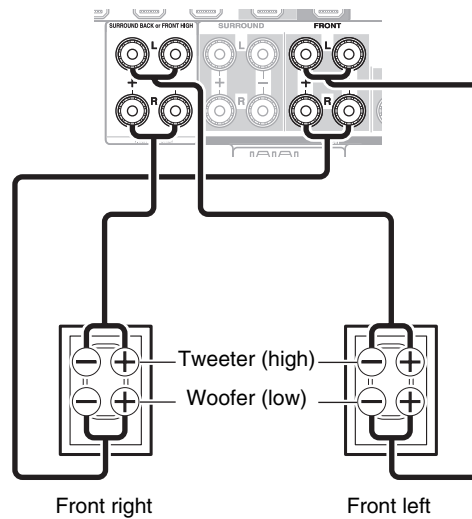 SURROUND BACK or FRONT HIGH SURROUND FRONT
L L L
+ − + − + −
R R R
− + Tweeter (high) − +
− + Woofer (low) − +
Front right Front left